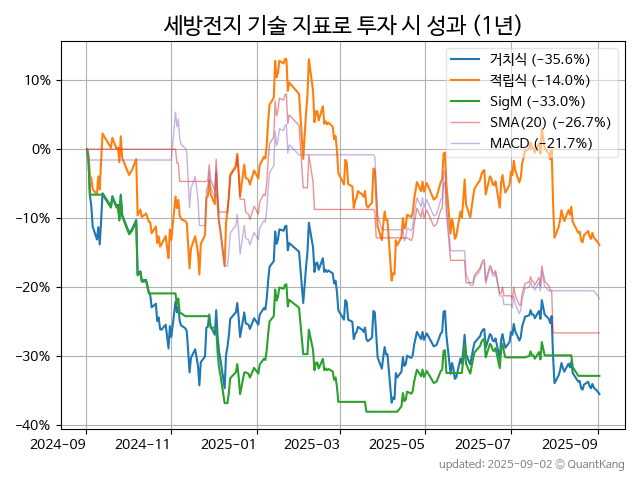 세방전지 기술 지표로 투자 시 성과 (1년)
거치식 (−35.6%)
적립식 (−14.0%)
SigM (−33.0%)
SMA(20) (−26.7%)
MACD (−21.7%)
10%
0%
−10%
−20%
−30%
−40%
2024-09 2024-11 2025-01 2025-03 2025-05 2025-07 2025-09
updated: 2025-09-02 © QuantKang